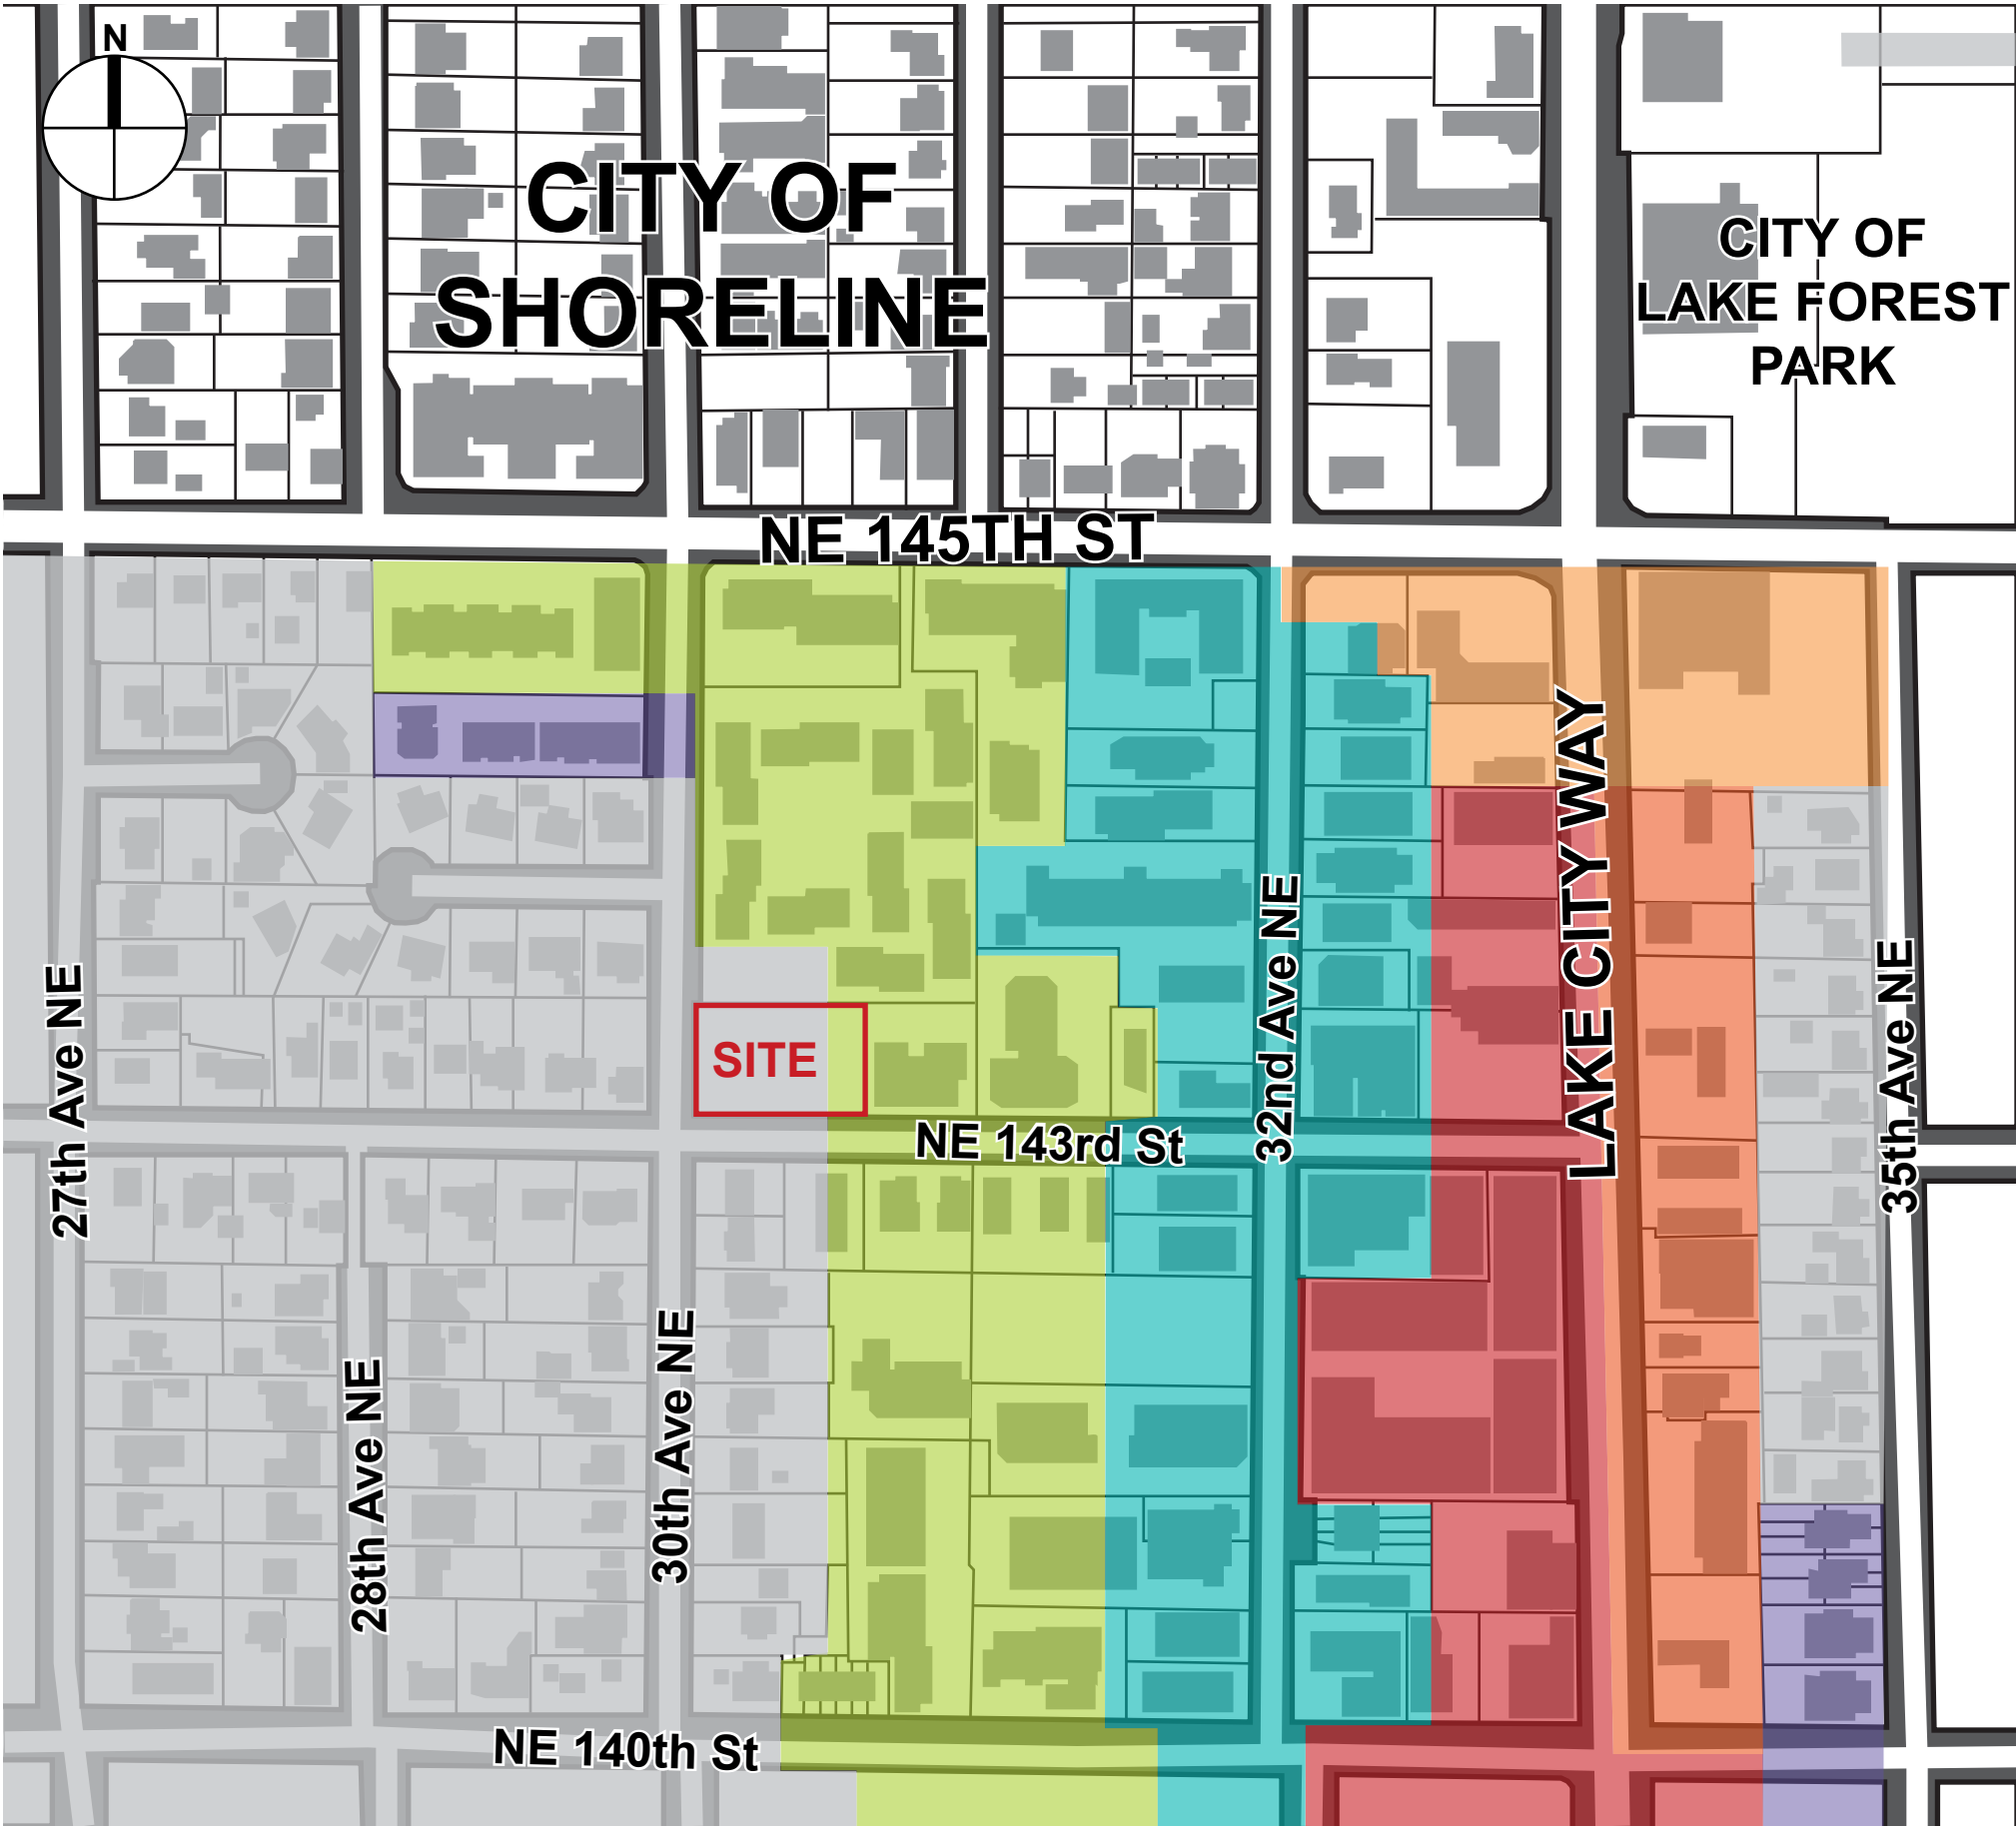 N
CITY OF
SHORELINE
CITY OF
LAKE FOREST
PARK
NE 145TH ST
LAKE CITY WAY
32nd Ave NE
27th Ave NE
35th Ave NE
SITE
NE 143rd St
30th Ave NE
28th Ave NE
NE 140th St